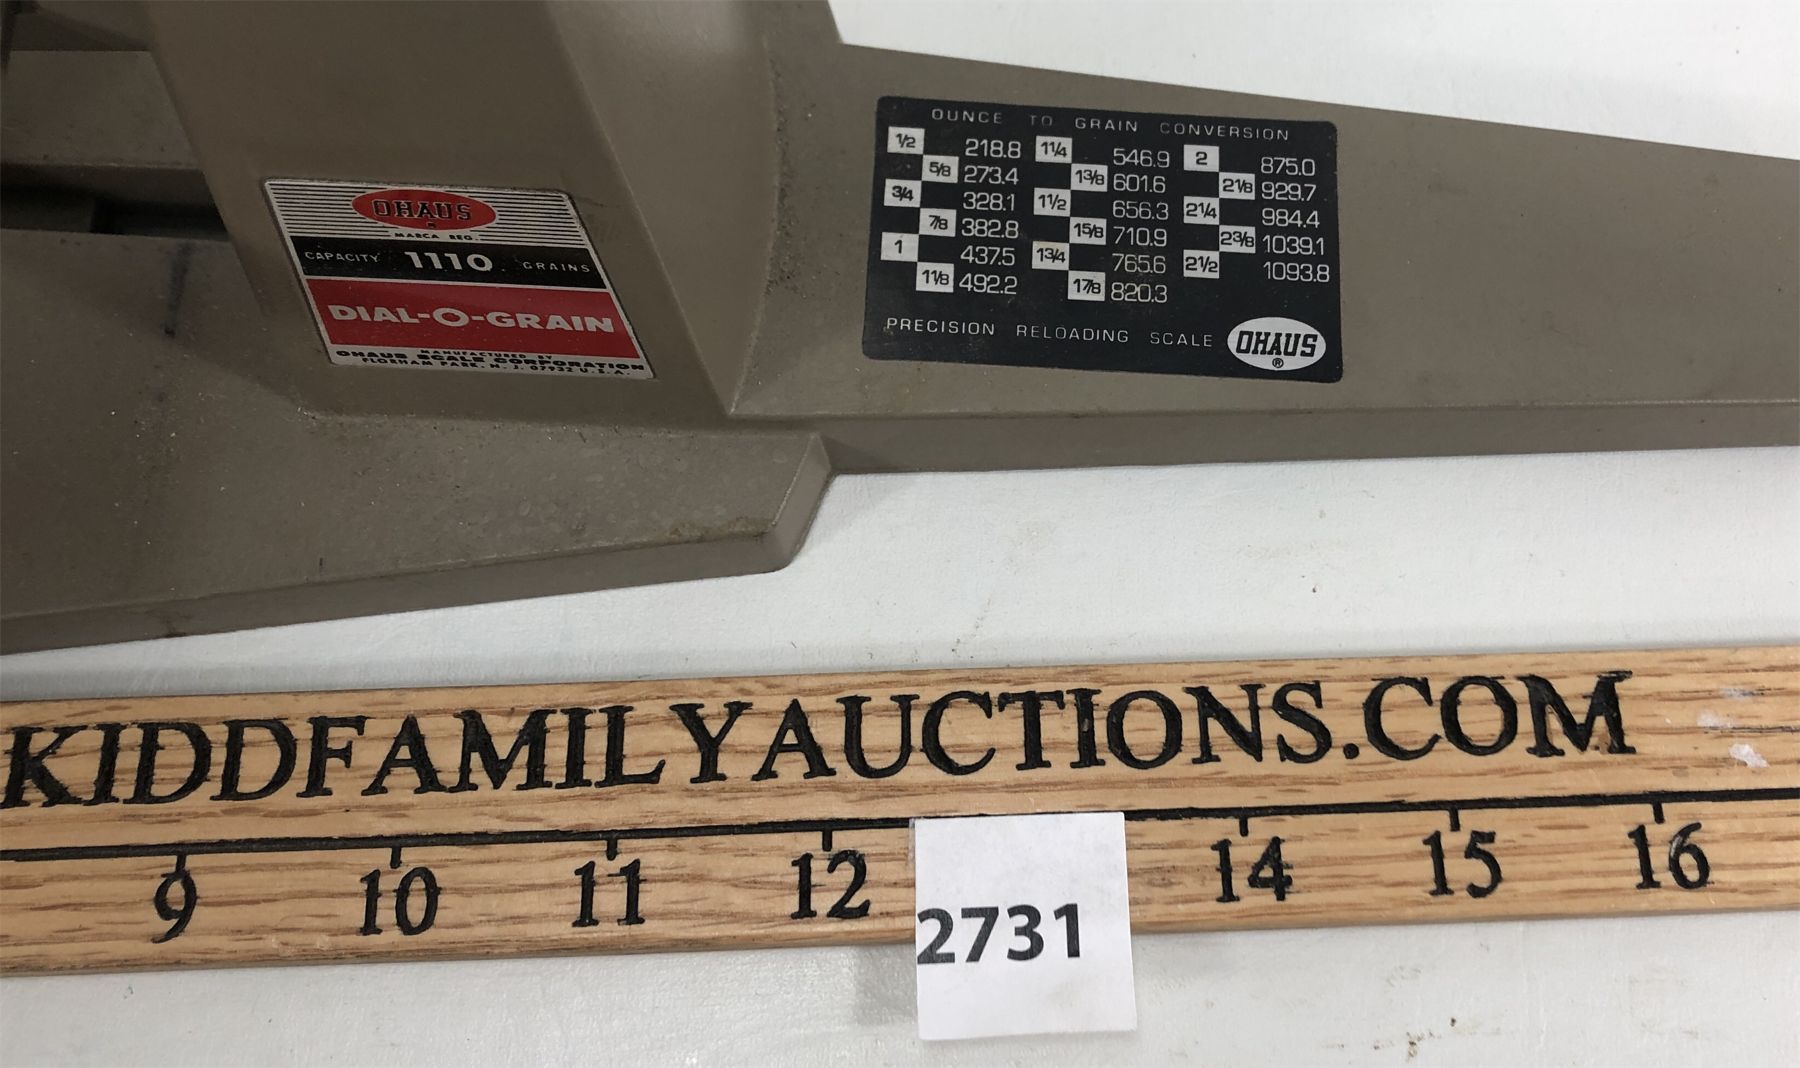 OHAUS
®
MARCA REG.
CAPACITY 1110 GRAINS
DIAL-O-GRAIN
MANUFACTURED BY
OHAUS SCALE CORPORATION
FLORHAM PARK, N. J. 07932 U.S.A.
OUNCE TO GRAIN CONVERSION
1/2 218.8 1 1/4 546.9 2 875.0
5/8 273.4 1 3/8 601.6 2 1/8 929.7
3/4 328.1 1 1/2 656.3 2 1/4 984.4
7/8 382.8 1 5/8 710.9 2 3/8 1039.1
1 437.5 1 3/4 765.6 2 1/2 1093.8
1 1/8 492.2 1 7/8 820.3
PRECISION RELOADING SCALE OHAUS
®
KIDDFAMILYAUCTIONS.COM
9 10 11 12 14 15 16
2731